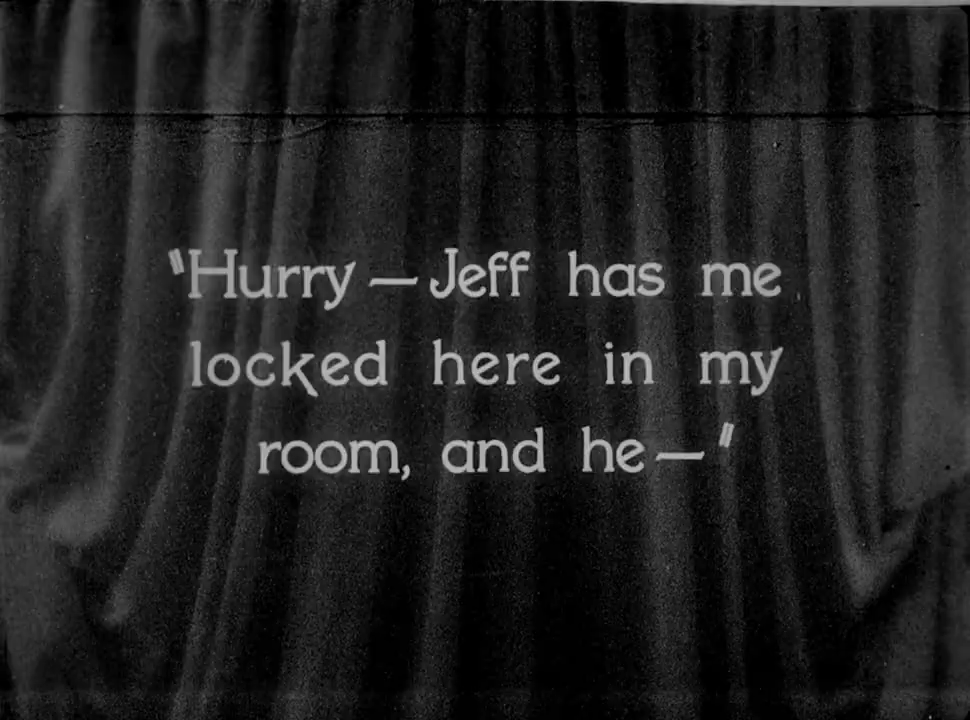 "Hurry—Jeff has me
locked here in my
room, and he—"